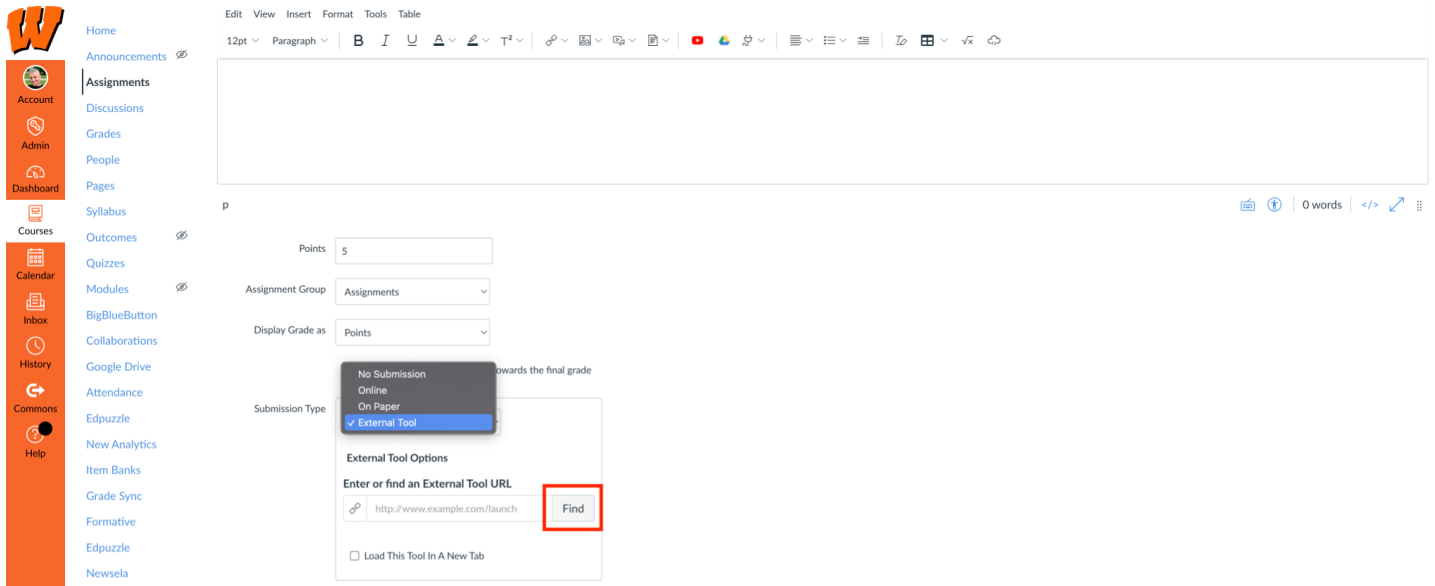 W
Account
Admin
Dashboard
Courses
Calendar
Inbox
History
Commons
Help
Home
Announcements
Assignments
Discussions
Grades
People
Pages
Syllabus
Outcomes
Quizzes
Modules
BigBlueButton
Collaborations
Google Drive
Attendance
Edpuzzle
New Analytics
Item Banks
Grade Sync
Formative
Edpuzzle
Newsela
Edit View Insert Format Tools Table
12pt Paragraph B I U A T² √x
p
0 words </>
Points 5
Assignment Group Assignments
Display Grade as Points
owards the final grade
Submission Type
No Submission
Online
On Paper
✓ External Tool
External Tool Options
Enter or find an External Tool URL
http://www.example.com/launch Find
Load This Tool In A New Tab